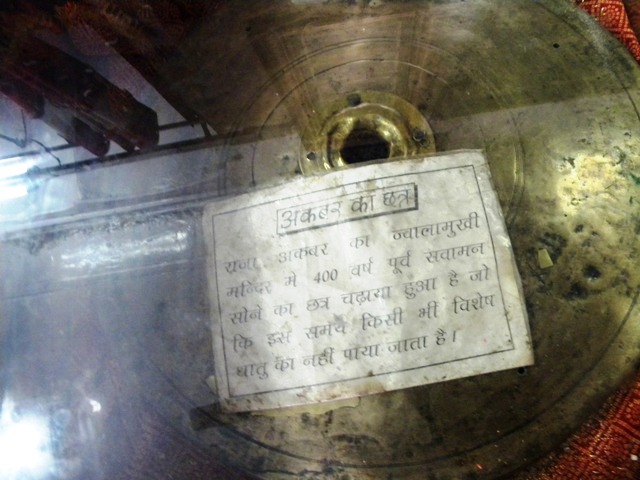 अकबर का छत्र
राजा अकबर का ज्वालामुखी
मन्दिर में 400 वर्ष पूर्व सवामन
सोने का छत्र चढ़ाया हुआ है जो
कि इस समय किसी भी विशेष
धातु का नहीं पाया जाता है।